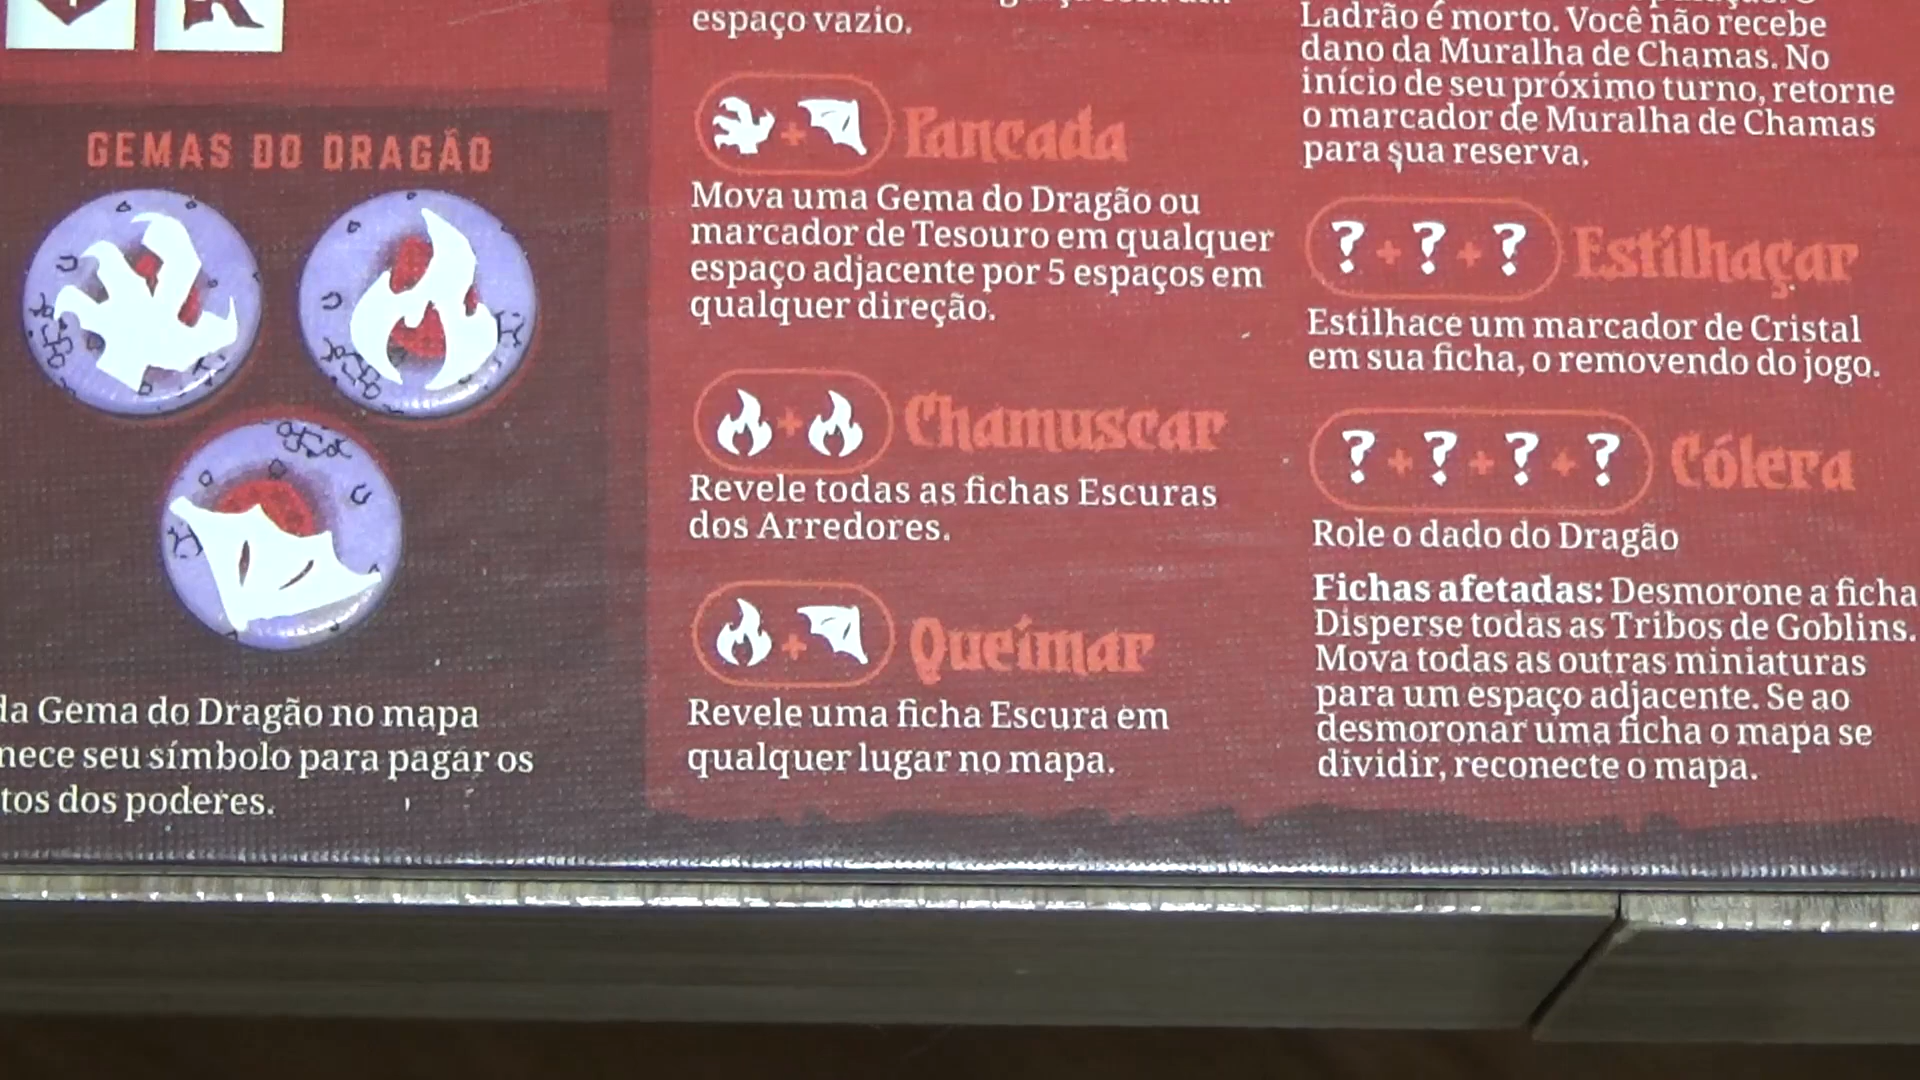 GEMAS DO DRAGÃO
Gema do Dragão no mapa
seu símbolo para pagar os
dos poderes.
espaço vazio.
+ Pancada
Mova uma Gema do Dragão ou
marcador de Tesouro em qualquer
espaço adjacente por 5 espaços em
qualquer direção.
+ Chamuscar
Revele todas as fichas Escuras
dos Arredores.
+ Queimar
Revele uma ficha Escura em
qualquer lugar no mapa.
Ladrão é morto. Você não recebe
dano da Muralha de Chamas. No
início de seu próximo turno, retorne
o marcador de Muralha de Chamas
para sua reserva.
? + ? + ? Estilhaçar
Estilhace um marcador de Cristal
em sua ficha, o removendo do jogo.
? + ? + ? + ? Cólera
Role o dado do Dragão
Fichas afetadas: Desmorone a ficha
Disperse todas as Tribos de Goblins.
Mova todas as outras miniaturas
para um espaço adjacente. Se ao
desmoronar uma ficha o mapa se
dividir, reconecte o mapa.